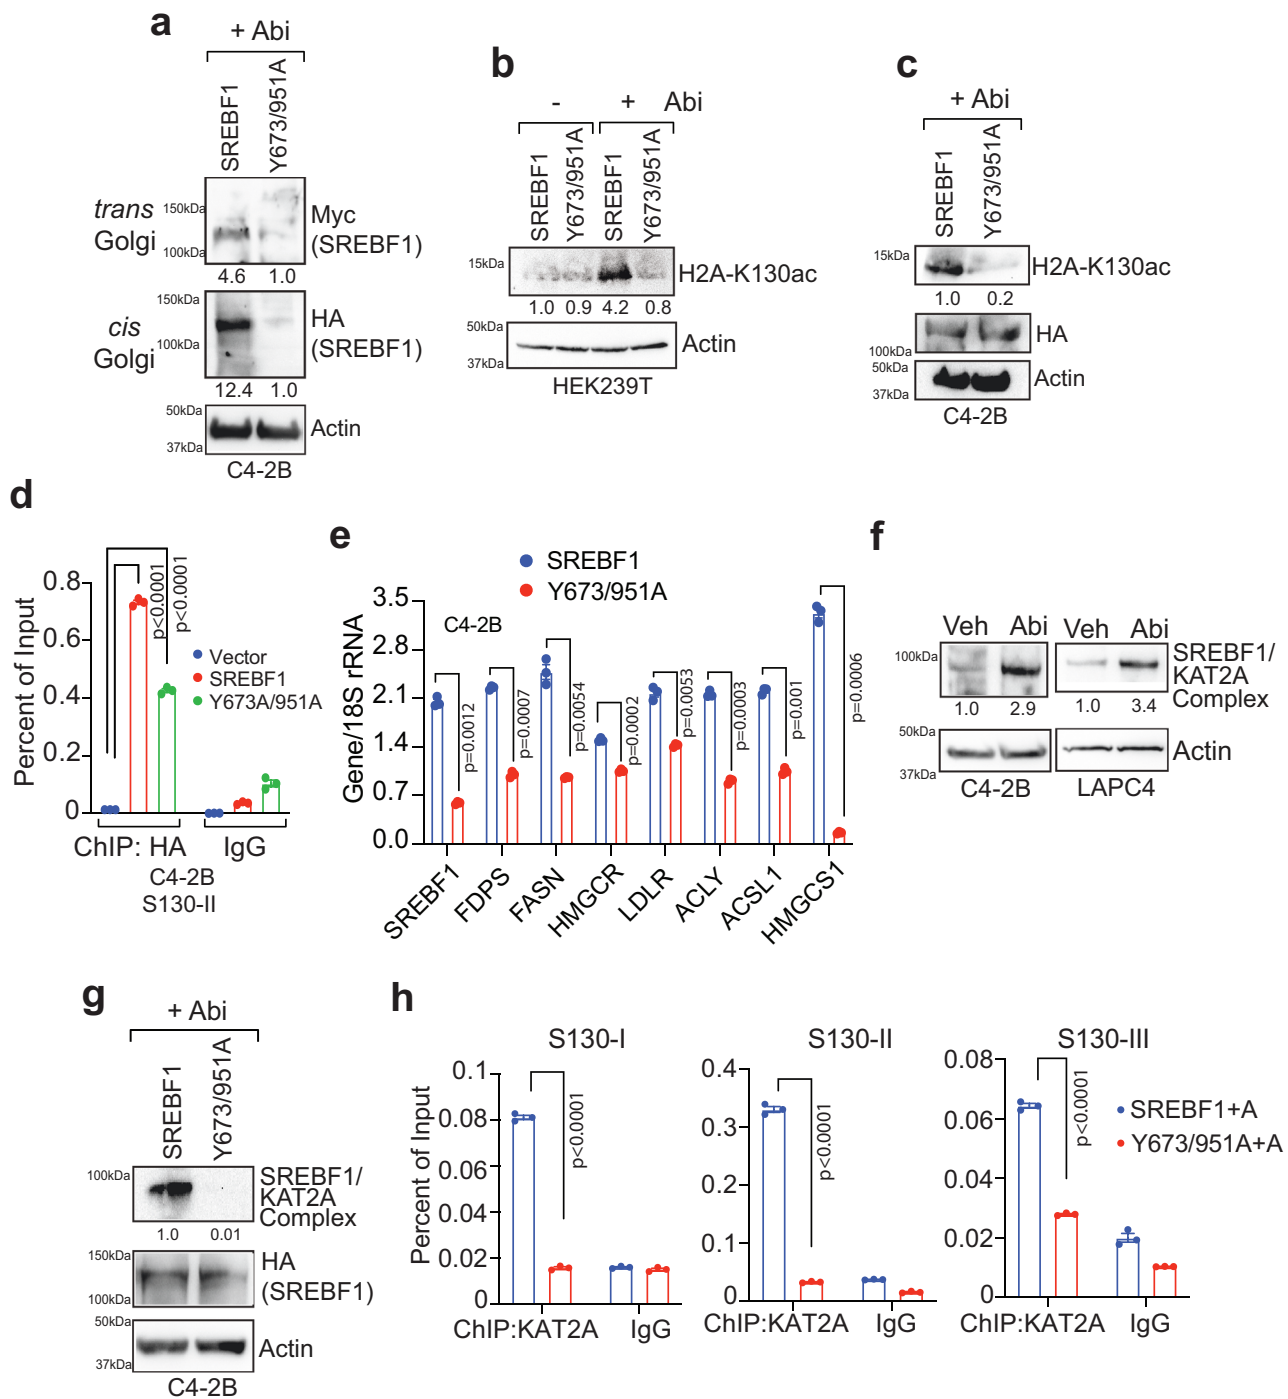 a
+ Abi
SREBF1
Y673/951A
trans
Golgi
150kDa
100kDa
Myc
(SREBF1)
4.6 1.0
cis
Golgi
150kDa
100kDa
HA
(SREBF1)
12.4 1.0
50kDa
37kDa
Actin
C4-2B
b
- + Abi
SREBF1
Y673/951A
SREBF1
Y673/951A
15kDa
H2A-K130ac
1.0 0.9 4.2 0.8
50kDa
37kDa
Actin
HEK239T
c
+ Abi
SREBF1
Y673/951A
15kDa
H2A-K130ac
1.0 0.2
HA
100kDa
50kDa
37kDa
Actin
C4-2B
d
Percent of Input
0.8
0.6
0.4
0.2
0
p<0.0001
p<0.0001
Vector
SREBF1
Y673A/951A
ChIP: HA IgG
C4-2B
S130-II
e
SREBF1
Y673/951A
C4-2B
Gene/18S rRNA
3.5
2.8
2.1
1.4
0.7
0.0
p=0.0012
p=0.0007
p=0.0054
p=0.0002
p=0.0053
p=0.0003
p=0.001
p=0.0006
SREBF1
FDPS
FASN
HMGCR
LDLR
ACLY
ACSL1
HMGCS1
f
Veh Abi Veh Abi
100kDa
SREBF1/
KAT2A
Complex
1.0 2.9 1.0 3.4
50kDa
37kDa
Actin
C4-2B LAPC4
g
+ Abi
SREBF1
Y673/951A
100kDa
SREBF1/
KAT2A
Complex
1.0 0.01
150kDa
100kDa
HA
(SREBF1)
50kDa
37kDa
Actin
C4-2B
h
S130-I
Percent of Input
0.1
0.08
0.06
0.04
0.02
0
p<0.0001
ChIP:KAT2A IgG
S130-II
0.4
0.3
0.2
0.1
0
p<0.0001
ChIP:KAT2A IgG
S130-III
0.08
0.06
0.04
0.02
0
p<0.0001
ChIP:KAT2A IgG
SREBF1+A
Y673/951A+A